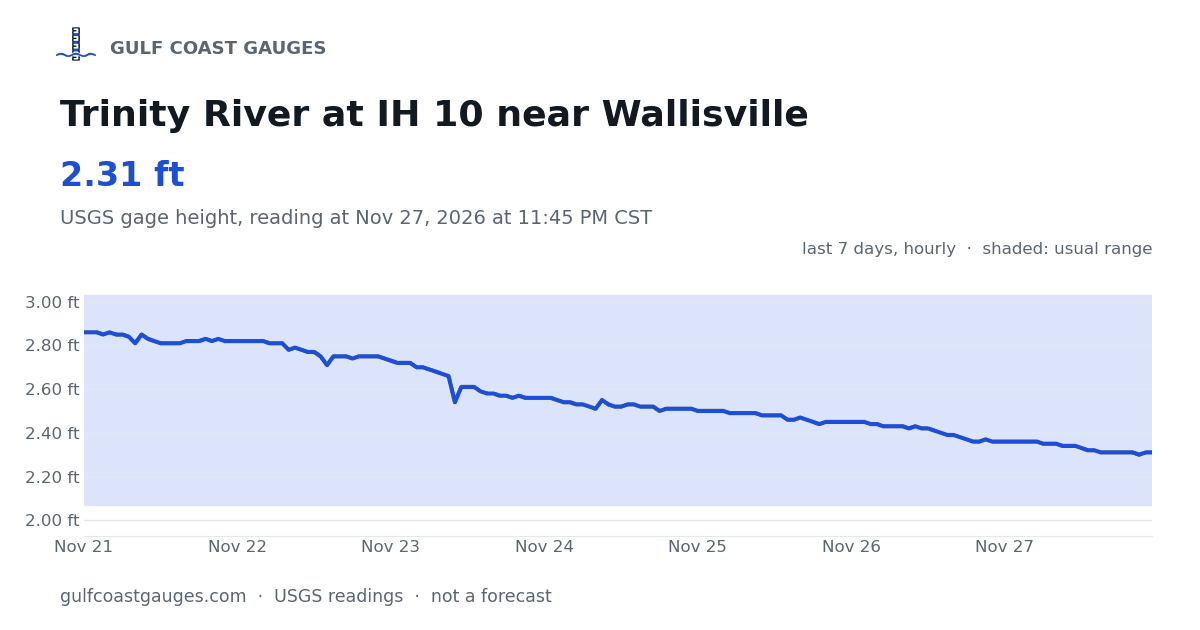 GULF COAST GAUGES
Trinity River at IH 10 near Wallisville
2.31 ft
USGS gage height, reading at Nov 27, 2026 at 11:45 PM CST
last 7 days, hourly · shaded: usual range
3.00 ft
2.80 ft
2.60 ft
2.40 ft
2.20 ft
2.00 ft
Nov 21 Nov 22 Nov 23 Nov 24 Nov 25 Nov 26 Nov 27
gulfcoastgauges.com · USGS readings · not a forecast